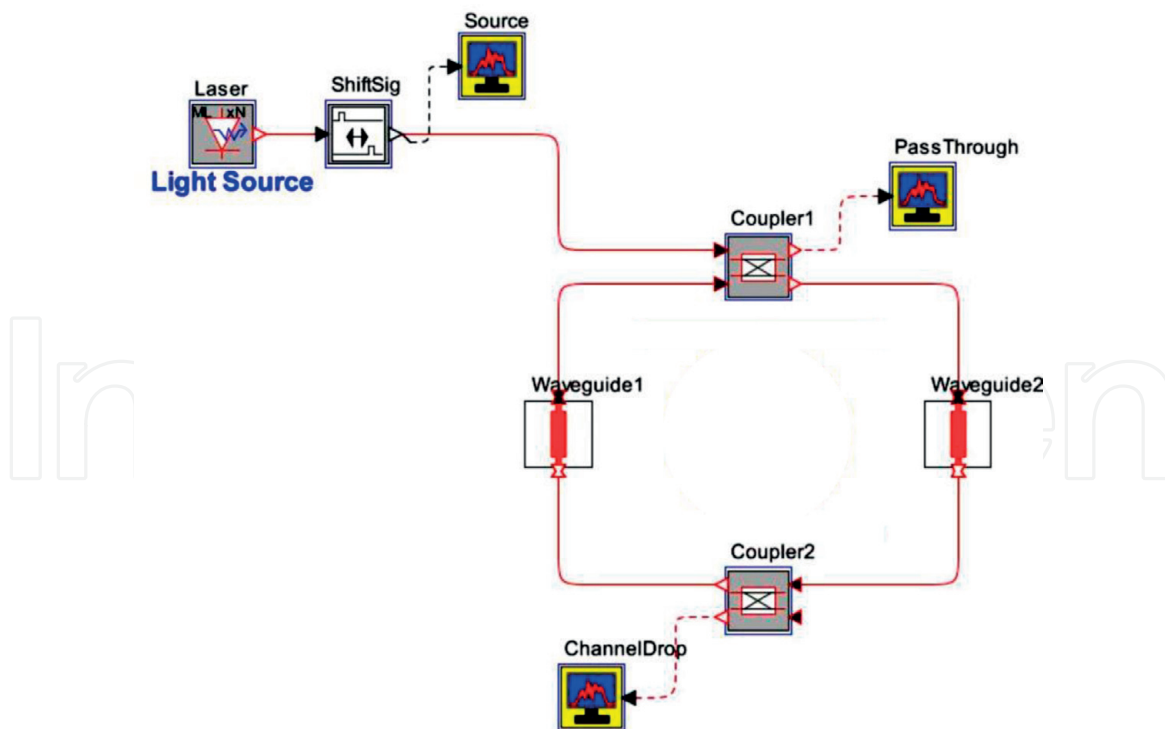 Source
Laser
ShiftSig
ML xN
Light Source
PassThrough
Coupler1
Waveguide1
Waveguide2
Coupler2
ChannelDrop